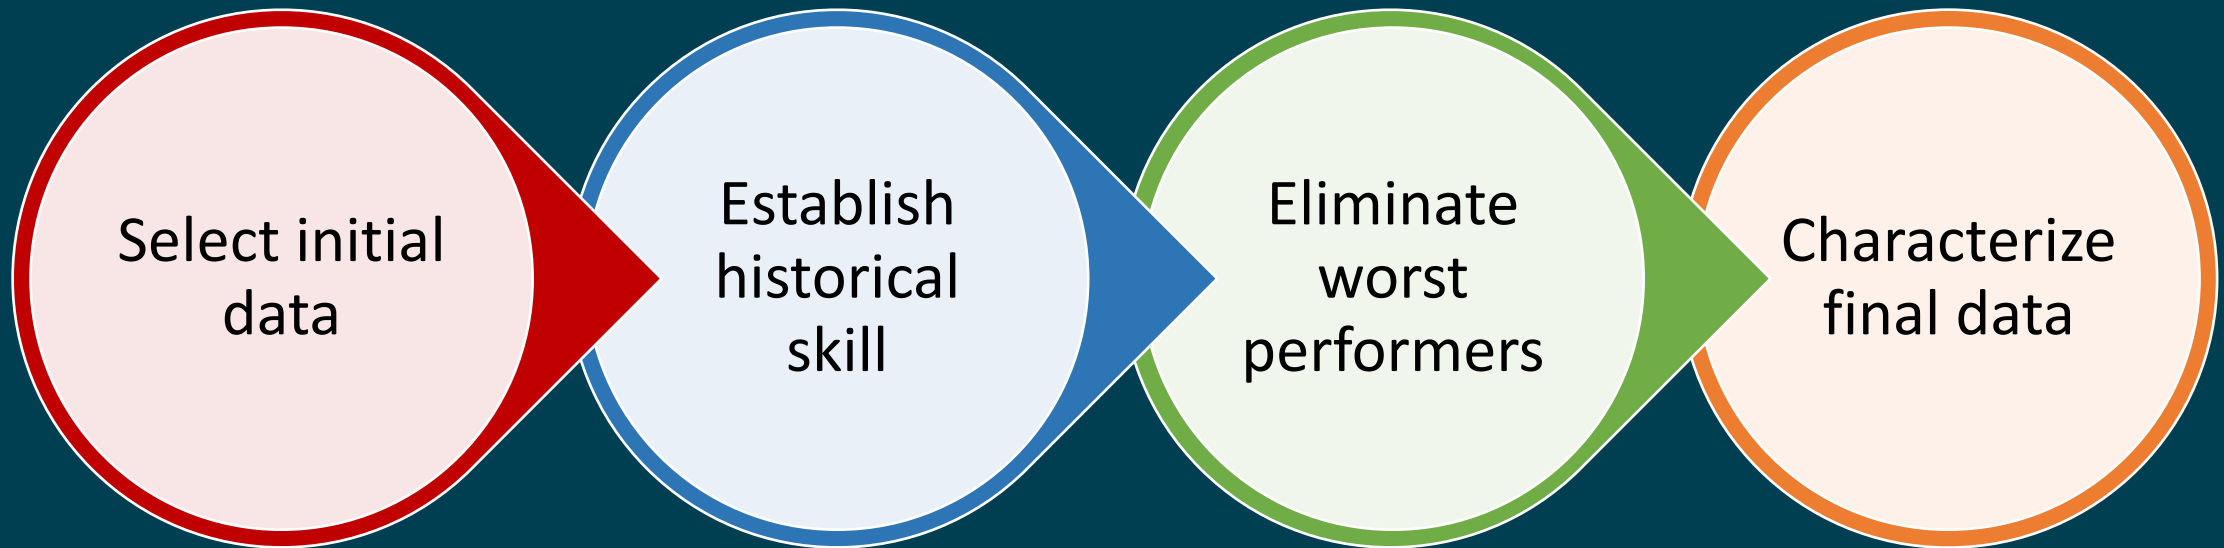 Select initial
data
Establish
historical
skill
Eliminate
worst
performers
Characterize
final data